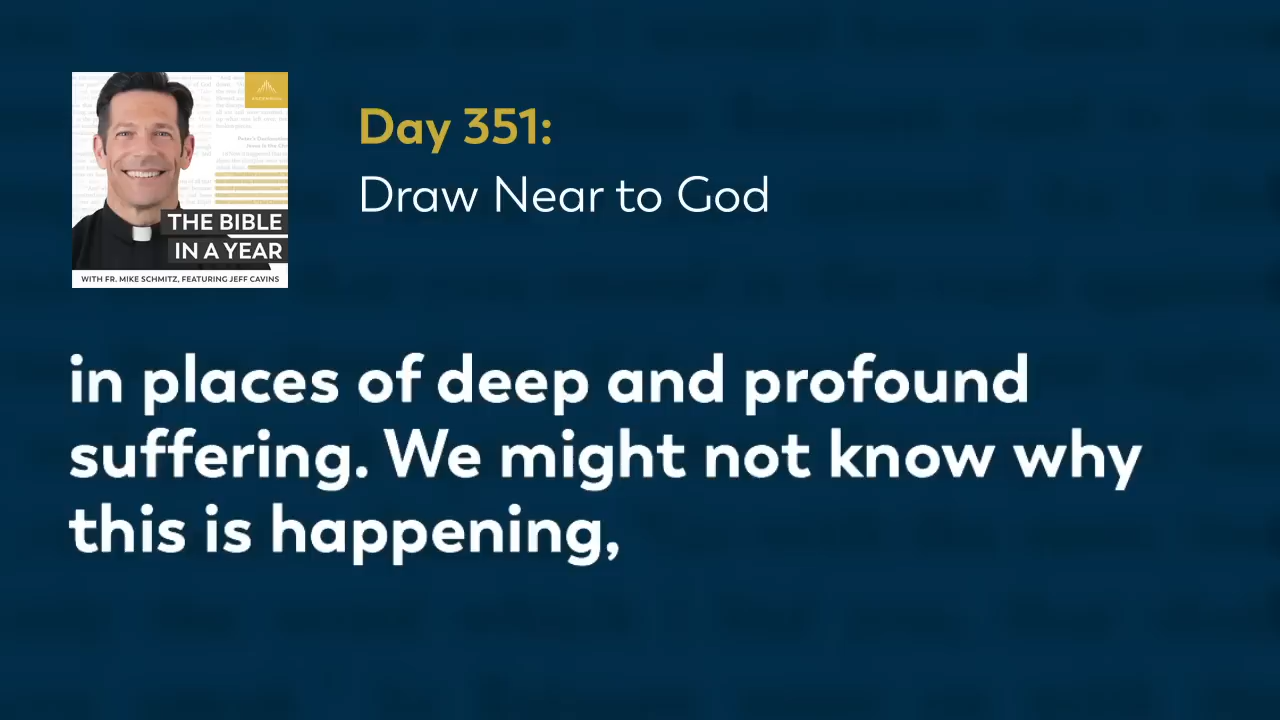 Day 351:
Draw Near to God
THE BIBLE
IN A YEAR
WITH FR. MIKE SCHMITZ, FEATURING JEFF CAVINS
in places of deep and profound
suffering. We might not know why
this is happening,